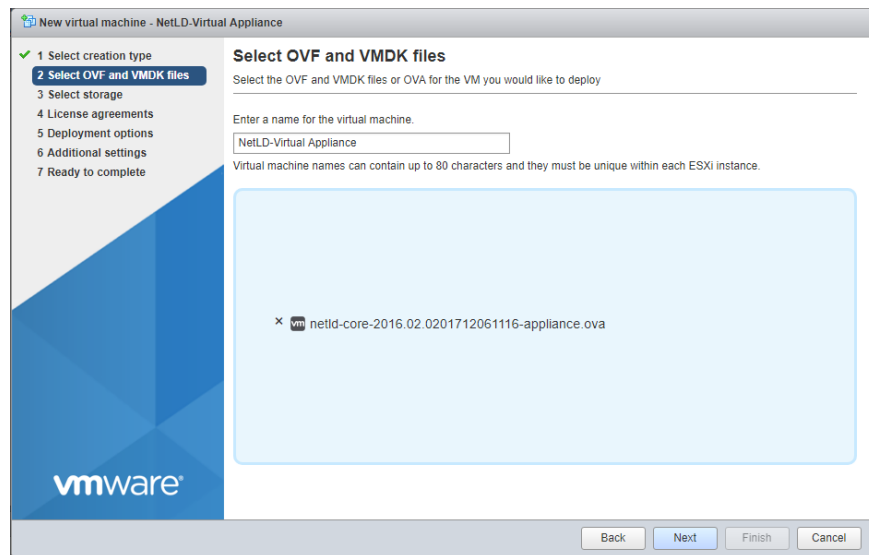 New virtual machine - NetLD-Virtual Appliance
1 Select creation type
2 Select OVF and VMDK files
3 Select storage
4 License agreements
5 Deployment options
6 Additional settings
7 Ready to complete
Select OVF and VMDK files
Select the OVF and VMDK files or OVA for the VM you would like to deploy
Enter a name for the virtual machine.
NetLD-Virtual Appliance
Virtual machine names can contain up to 80 characters and they must be unique within each ESXi instance.
× vm netld-core-2016.02.0201712061116-appliance.ova
vmware®
Back Next Finish Cancel